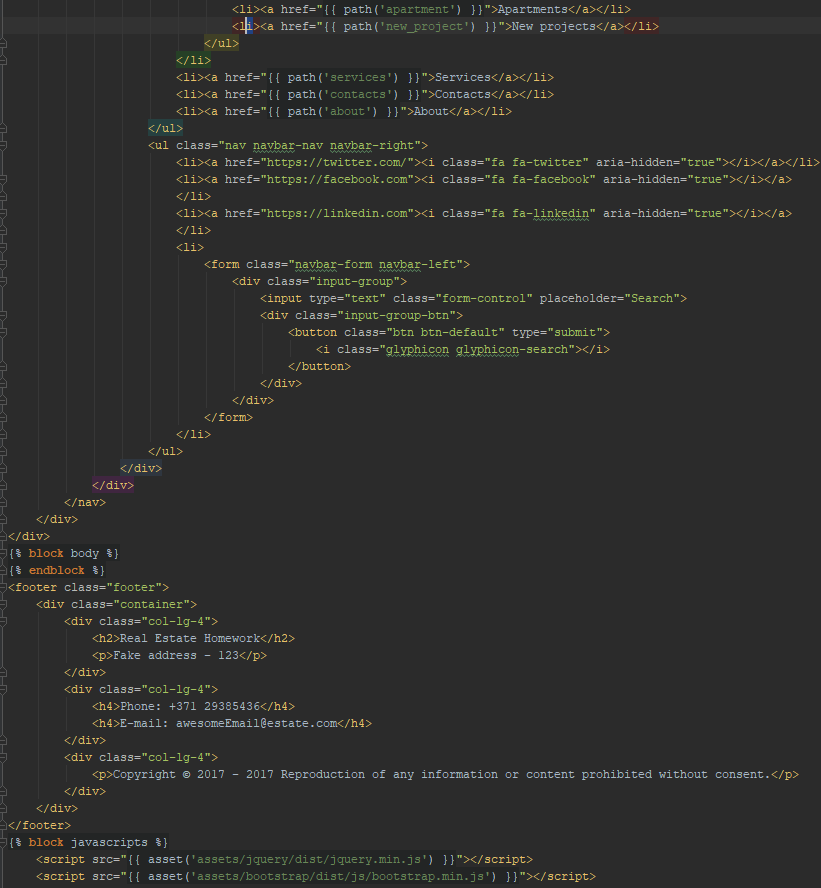 <li><a href="{{ path('apartment') }}">Apartments</a></li>
<li><a href="{{ path('new_project') }}">New projects</a></li>
</ul>
</li>
<li><a href="{{ path('services') }}">Services</a></li>
<li><a href="{{ path('contacts') }}">Contacts</a></li>
<li><a href="{{ path('about') }}">About</a></li>
</ul>
<ul class="nav navbar-nav navbar-right">
<li><a href="https://twitter.com/"><i class="fa fa-twitter" aria-hidden="true"></i></a></li>
<li><a href="https://facebook.com"><i class="fa fa-facebook" aria-hidden="true"></i></a>
</li>
<li><a href="https://linkedin.com"><i class="fa fa-linkedin" aria-hidden="true"></i></a>
</li>
<li>
<form class="navbar-form navbar-left">
<div class="input-group">
<input type="text" class="form-control" placeholder="Search">
<div class="input-group-btn">
<button class="btn btn-default" type="submit">
<i class="glyphicon glyphicon-search"></i>
</button>
</div>
</div>
</form>
</li>
</ul>
</div>
</div>
</nav>
</div>
</div>
{% block body %}
{% endblock %}
<footer class="footer">
<div class="container">
<div class="col-lg-4">
<h2>Real Estate Homework</h2>
<p>Fake address - 123</p>
</div>
<div class="col-lg-4">
<h4>Phone: +371 29385436</h4>
<h4>E-mail: awesomeEmail@estate.com</h4>
</div>
<div class="col-lg-4">
<p>Copyright © 2017 - 2017 Reproduction of any information or content prohibited without consent.</p>
</div>
</div>
</footer>
{% block javascripts %}
<script src="{{ asset('assets/jquery/dist/jquery.min.js') }}"></script>
<script src="{{ asset('assets/bootstrap/dist/js/bootstrap.min.js') }}"></script>